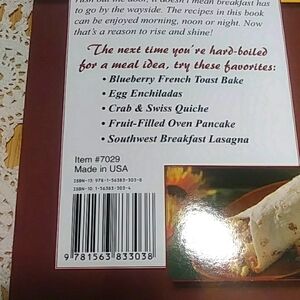 rush out the door, it doesn't mean breakfast has
to go by the wayside. The recipes in this book
can be enjoyed morning, noon or night. Now
that's a reason to rise and shine!
The next time you're hard-boiled
for a meal idea, try these favorites:
• Blueberry French Toast Bake
• Egg Enchiladas
• Crab & Swiss Quiche
• Fruit-Filled Oven Pancake
• Southwest Breakfast Lasagna
Item #7029
Made in USA
ISBN-13: 978-1-56383-303-8
ISBN-10: 1-56383-303-4
9 781563 833038